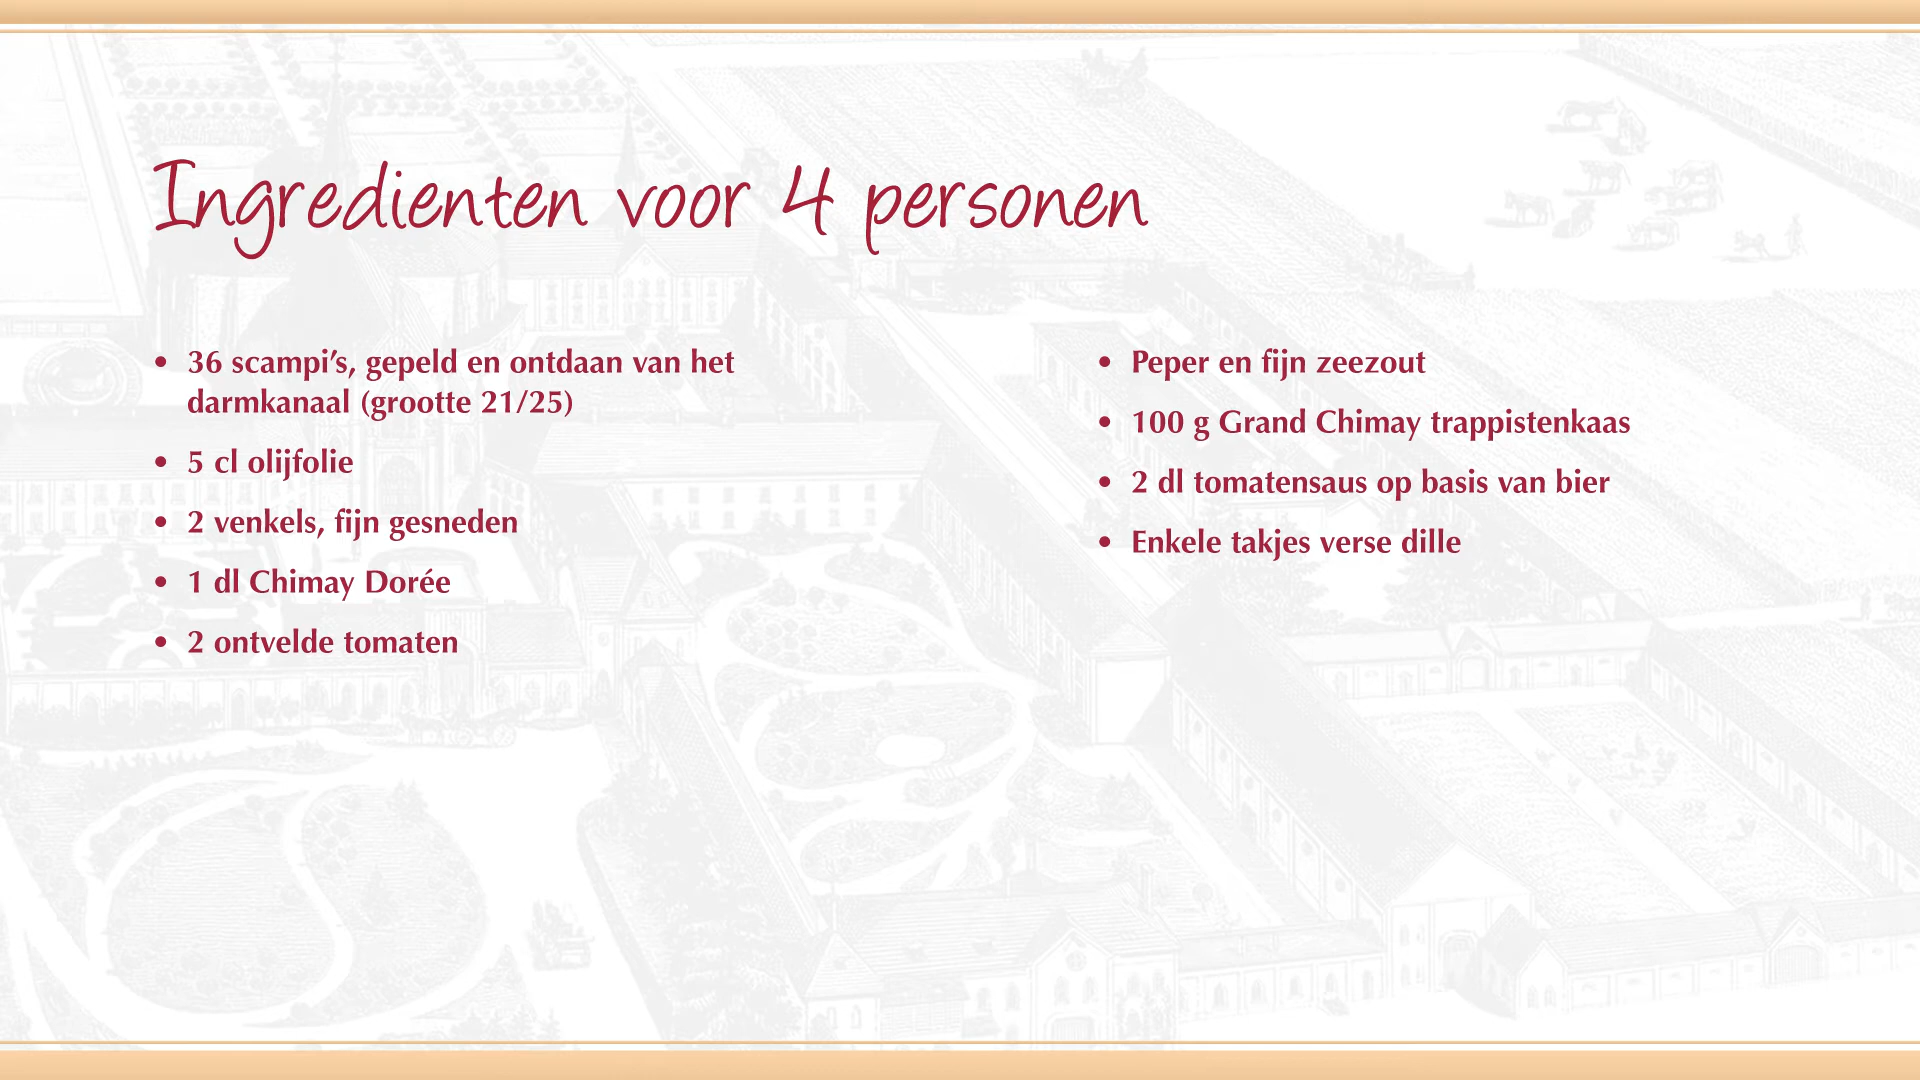 Ingredienten voor 4 personen
• 36 scampi’s, gepeld en ontdaan van het
darmkanaal (grootte 21/25)
• 5 cl olijfolie
• 2 venkels, fijn gesneden
• 1 dl Chimay Dorée
• 2 ontvelde tomaten
• Peper en fijn zeezout
• 100 g Grand Chimay trappistenkaas
• 2 dl tomatensaus op basis van bier
• Enkele takjes verse dille